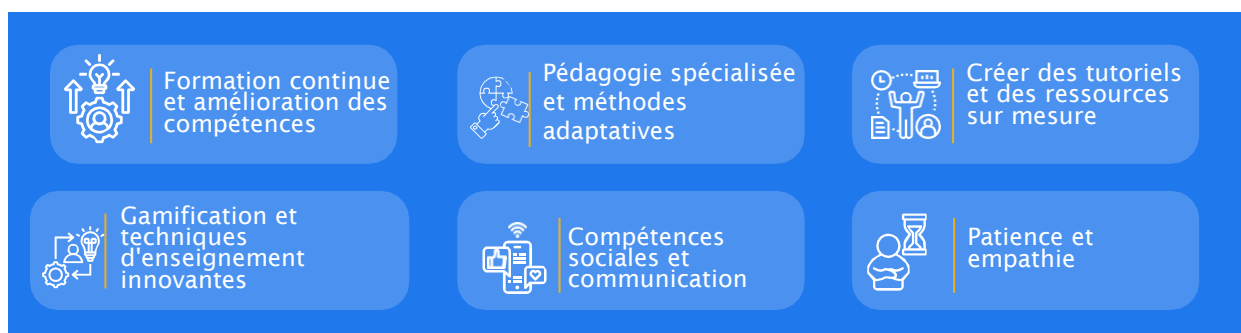 Formation continue
et amélioration des
compétences
Pédagogie spécialisée
et méthodes
adaptatives
Créer des tutoriels
et des ressources
sur mesure
Gamification et
techniques
d'enseignement
innovantes
Compétences
sociales et
communication
Patience et
empathie